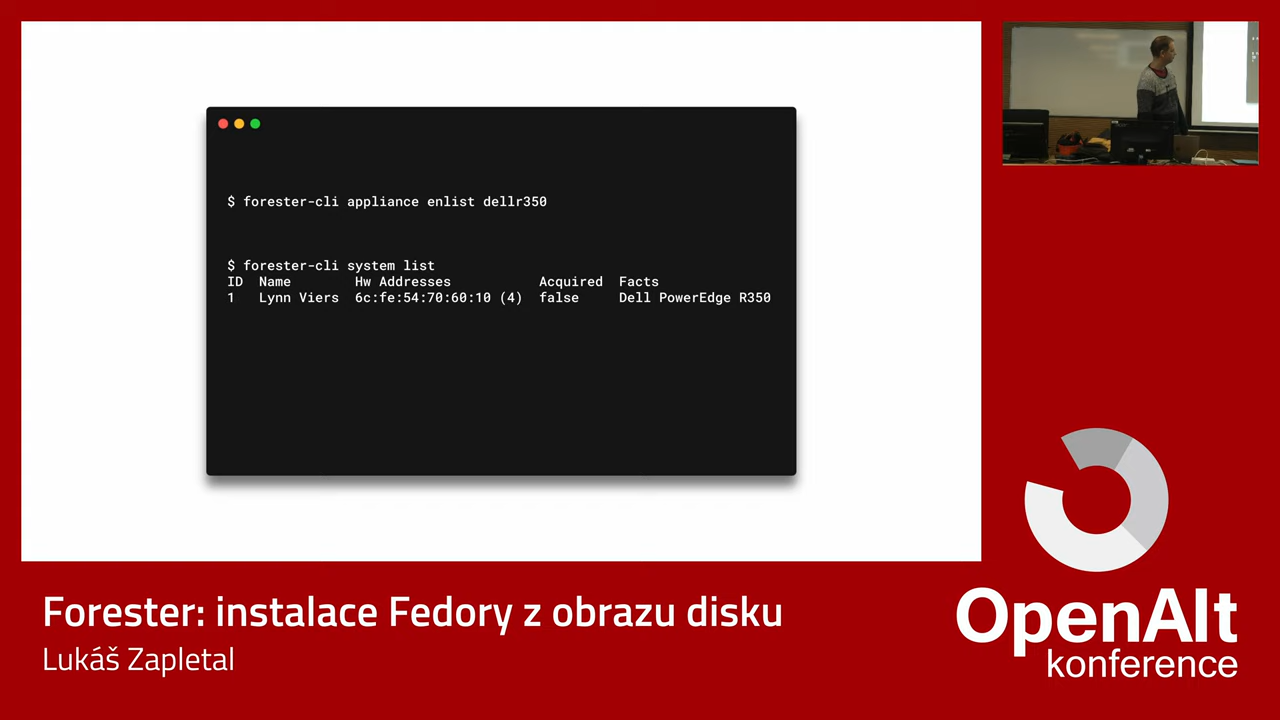 $ forester-cli appliance enlist dellr350
$ forester-cli system list
ID Name Hw Addresses Acquired Facts
1 Lynn Viers 6c:fe:54:70:60:10 (4) false Dell PowerEdge R350
Forester: instalace Fedory z obrazu disku
Lukáš Zapletal
OpenAlt
konference